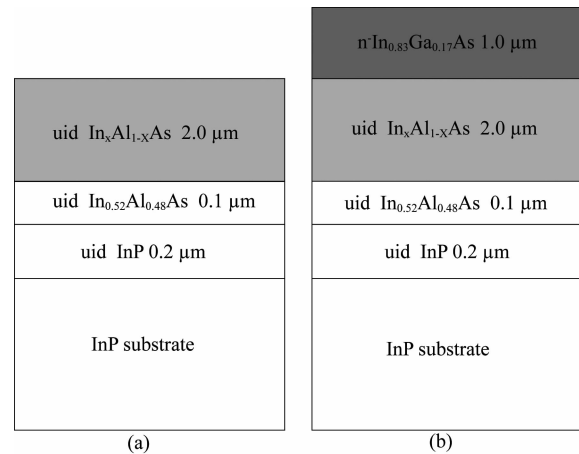 uid InₓAl₁₋XAs 2.0 µm
uid In₀.₅₂Al₀.₄₈As 0.1 µm
uid InP 0.2 µm
InP substrate
(a)
n⁻In₀.₈₃Ga₀.₁₇As 1.0 µm
uid InₓAl₁₋XAs 2.0 µm
uid In₀.₅₂Al₀.₄₈As 0.1 µm
uid InP 0.2 µm
InP substrate
(b)